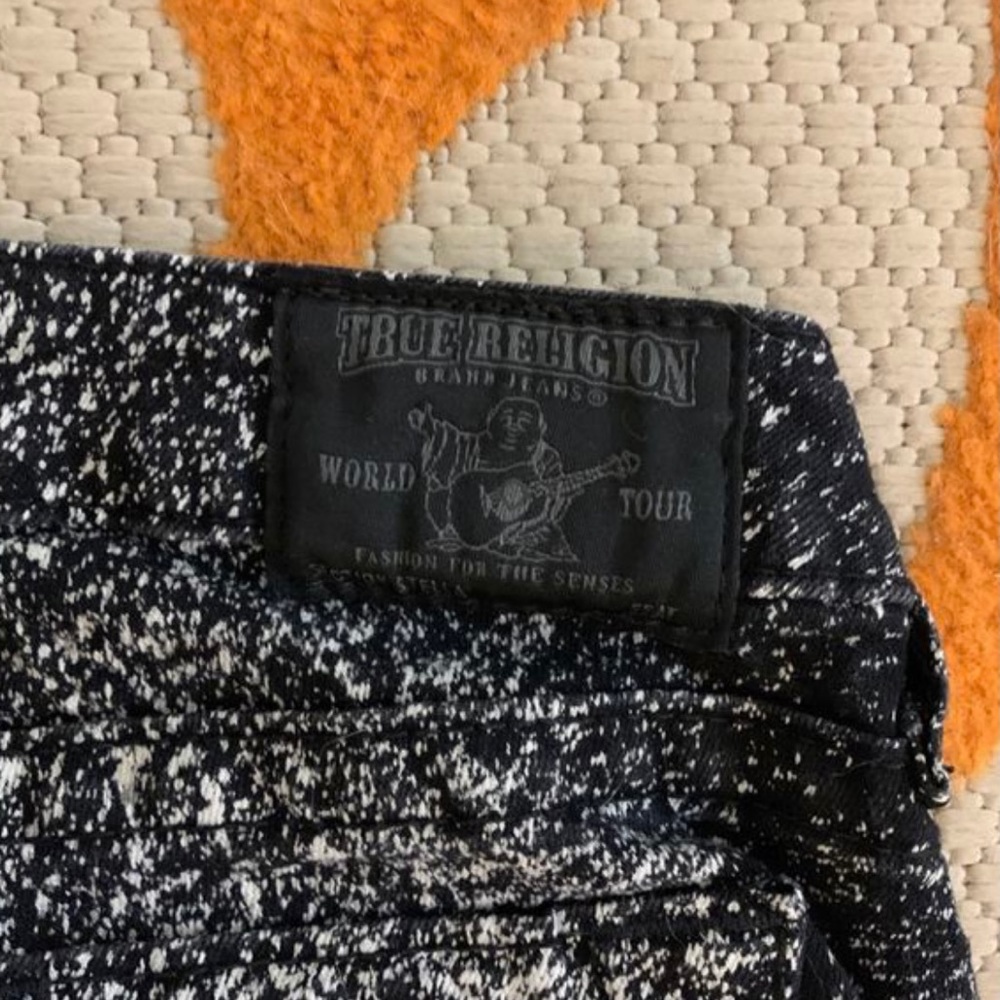 TRUE RELIGION
BRAND JEANS®
WORLD TOUR
FASHION FOR THE SENSES